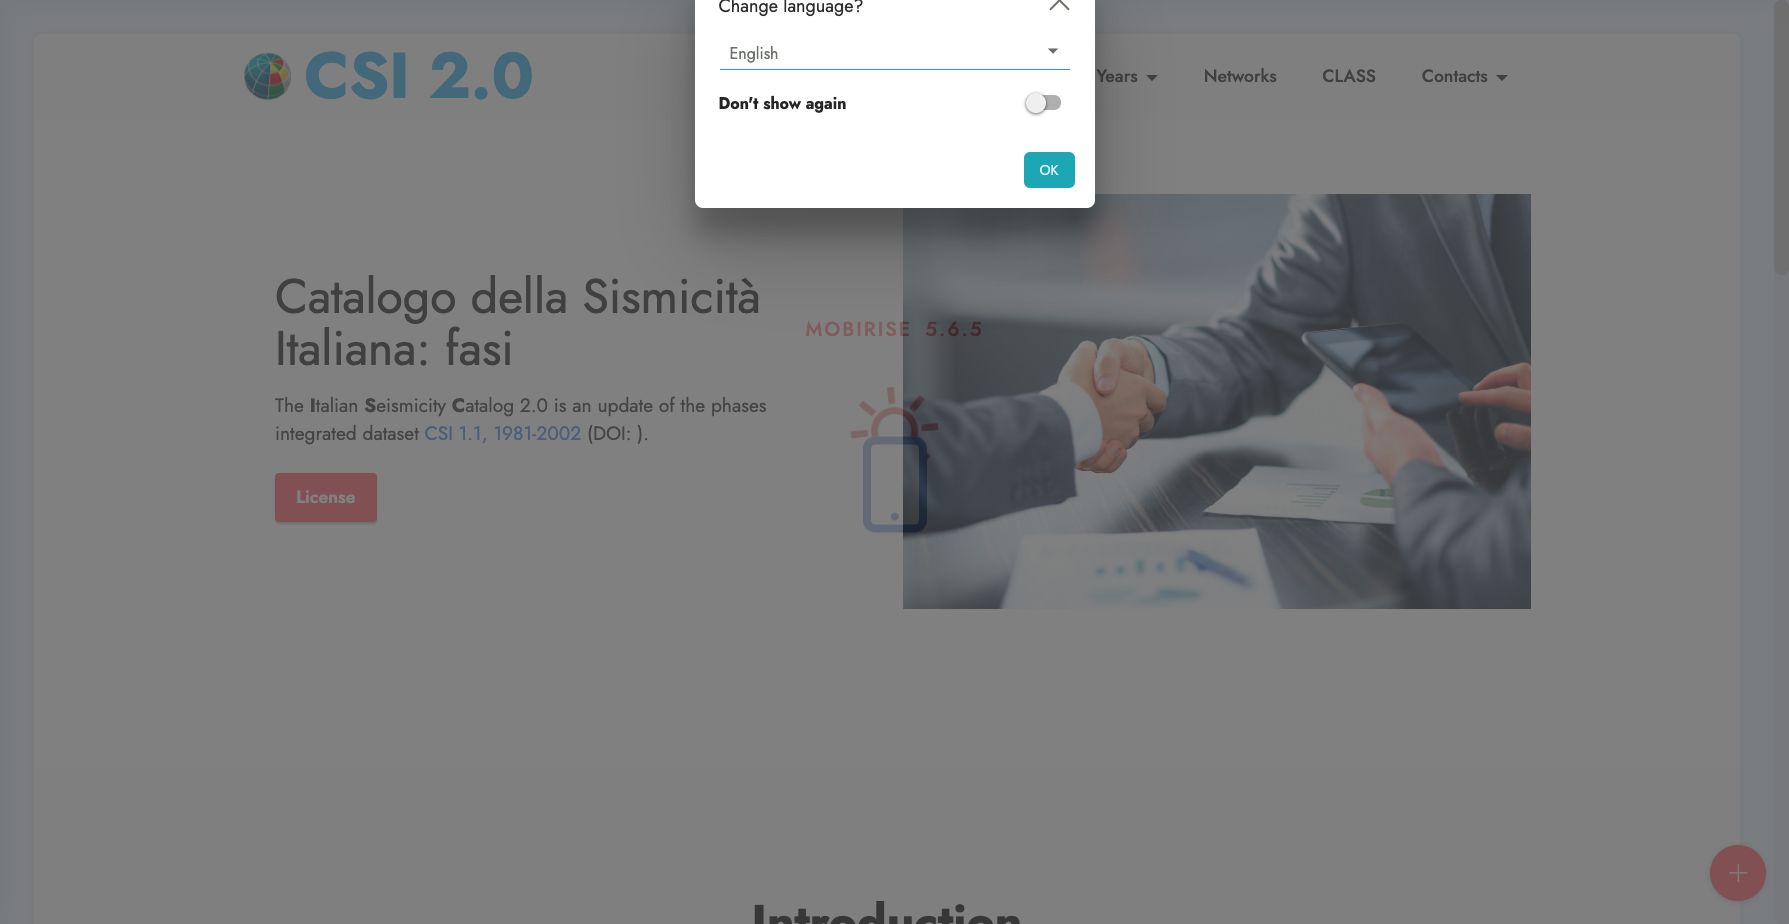 Change language?
English
Don't show again
OK
CSI 2.0
Years
Networks
CLASS
Contacts
Catalogo della Sismicità
Italiana: fasi
MOBIRISE 5.6.5
The Italian Seismicity Catalog 2.0 is an update of the phases
integrated dataset CSI 1.1, 1981-2002 (DOI: ).
License
Introduction